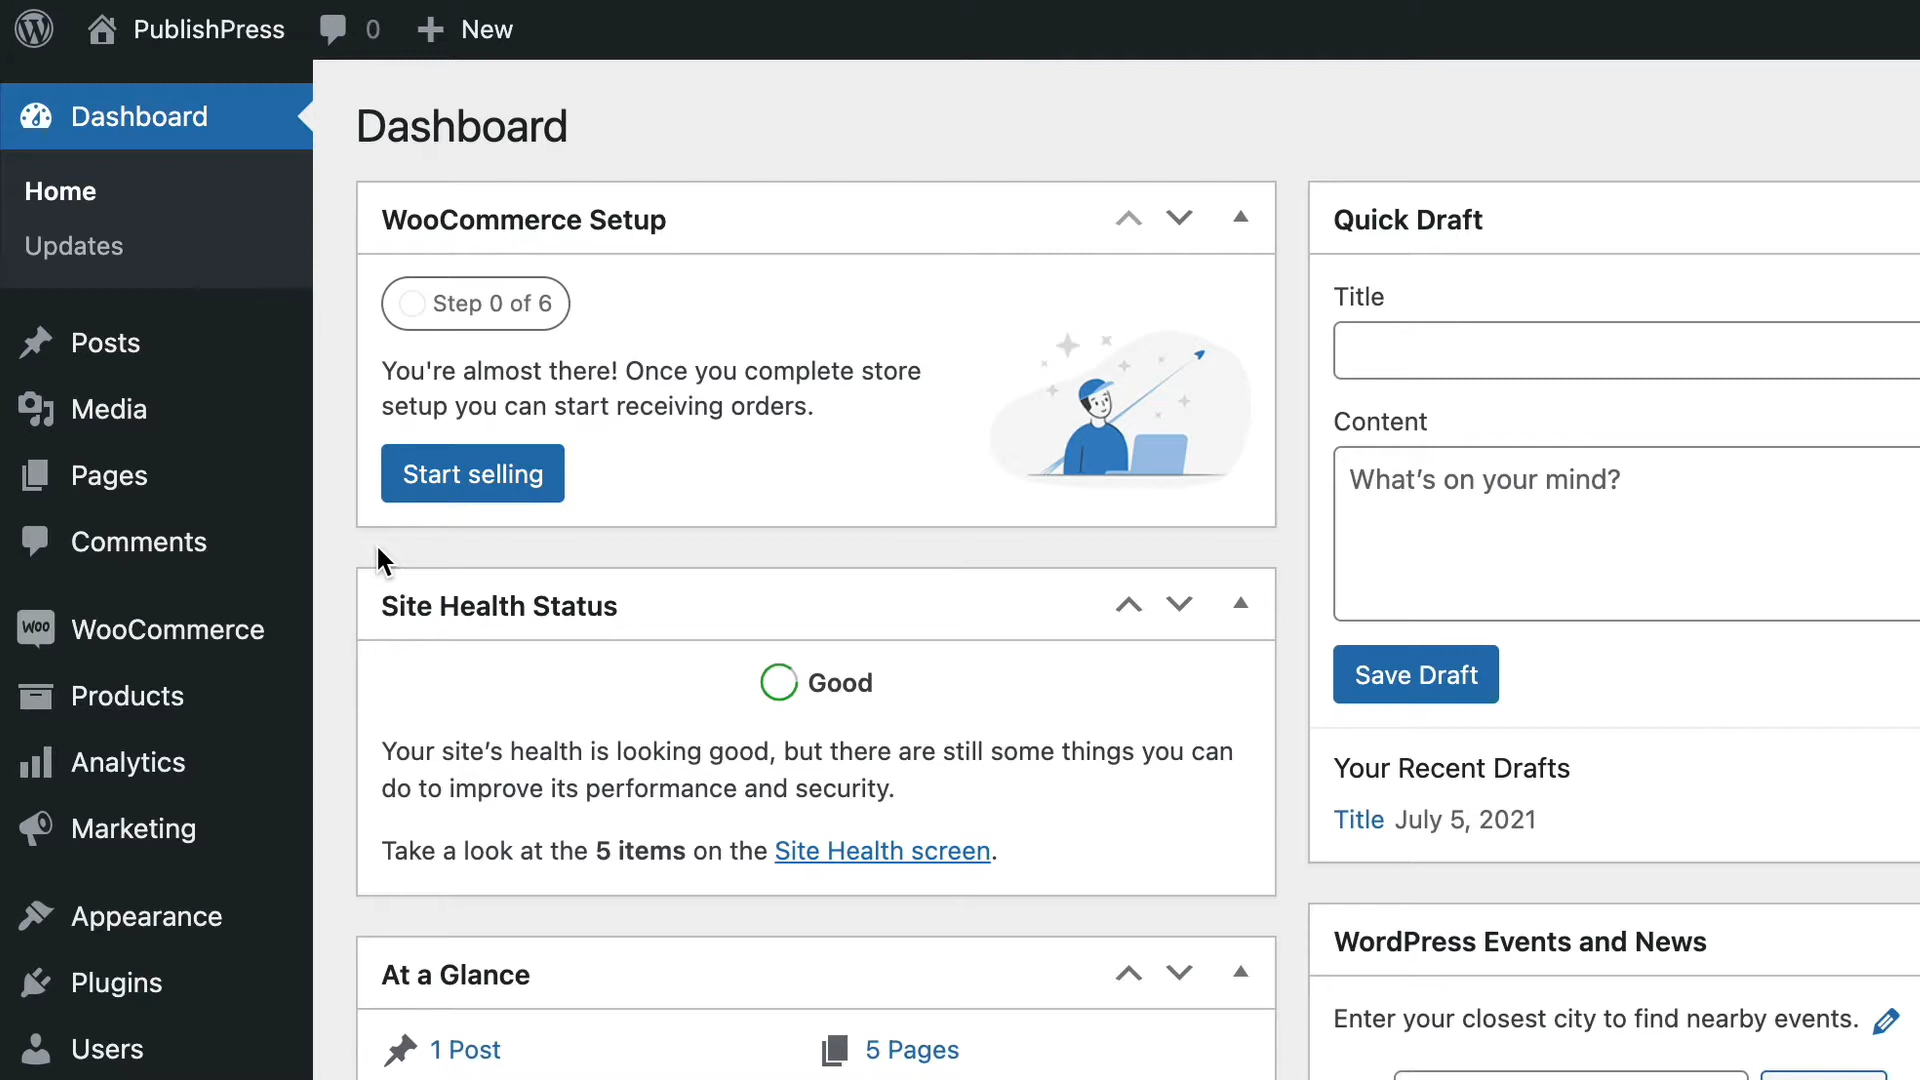 PublishPress 0 New
Dashboard
Home
Updates
Posts
Media
Pages
Comments
WOO WooCommerce
Products
Analytics
Marketing
Appearance
Plugins
Users
Dashboard
WooCommerce Setup
Step 0 of 6
You're almost there! Once you complete store
setup you can start receiving orders.
Start selling
Site Health Status
Good
Your site’s health is looking good, but there are still some things you can
do to improve its performance and security.
Take a look at the 5 items on the Site Health screen.
At a Glance
1 Post
5 Pages
Quick Draft
Title
Content
What’s on your mind?
Save Draft
Your Recent Drafts
Title July 5, 2021
WordPress Events and News
Enter your closest city to find nearby events.